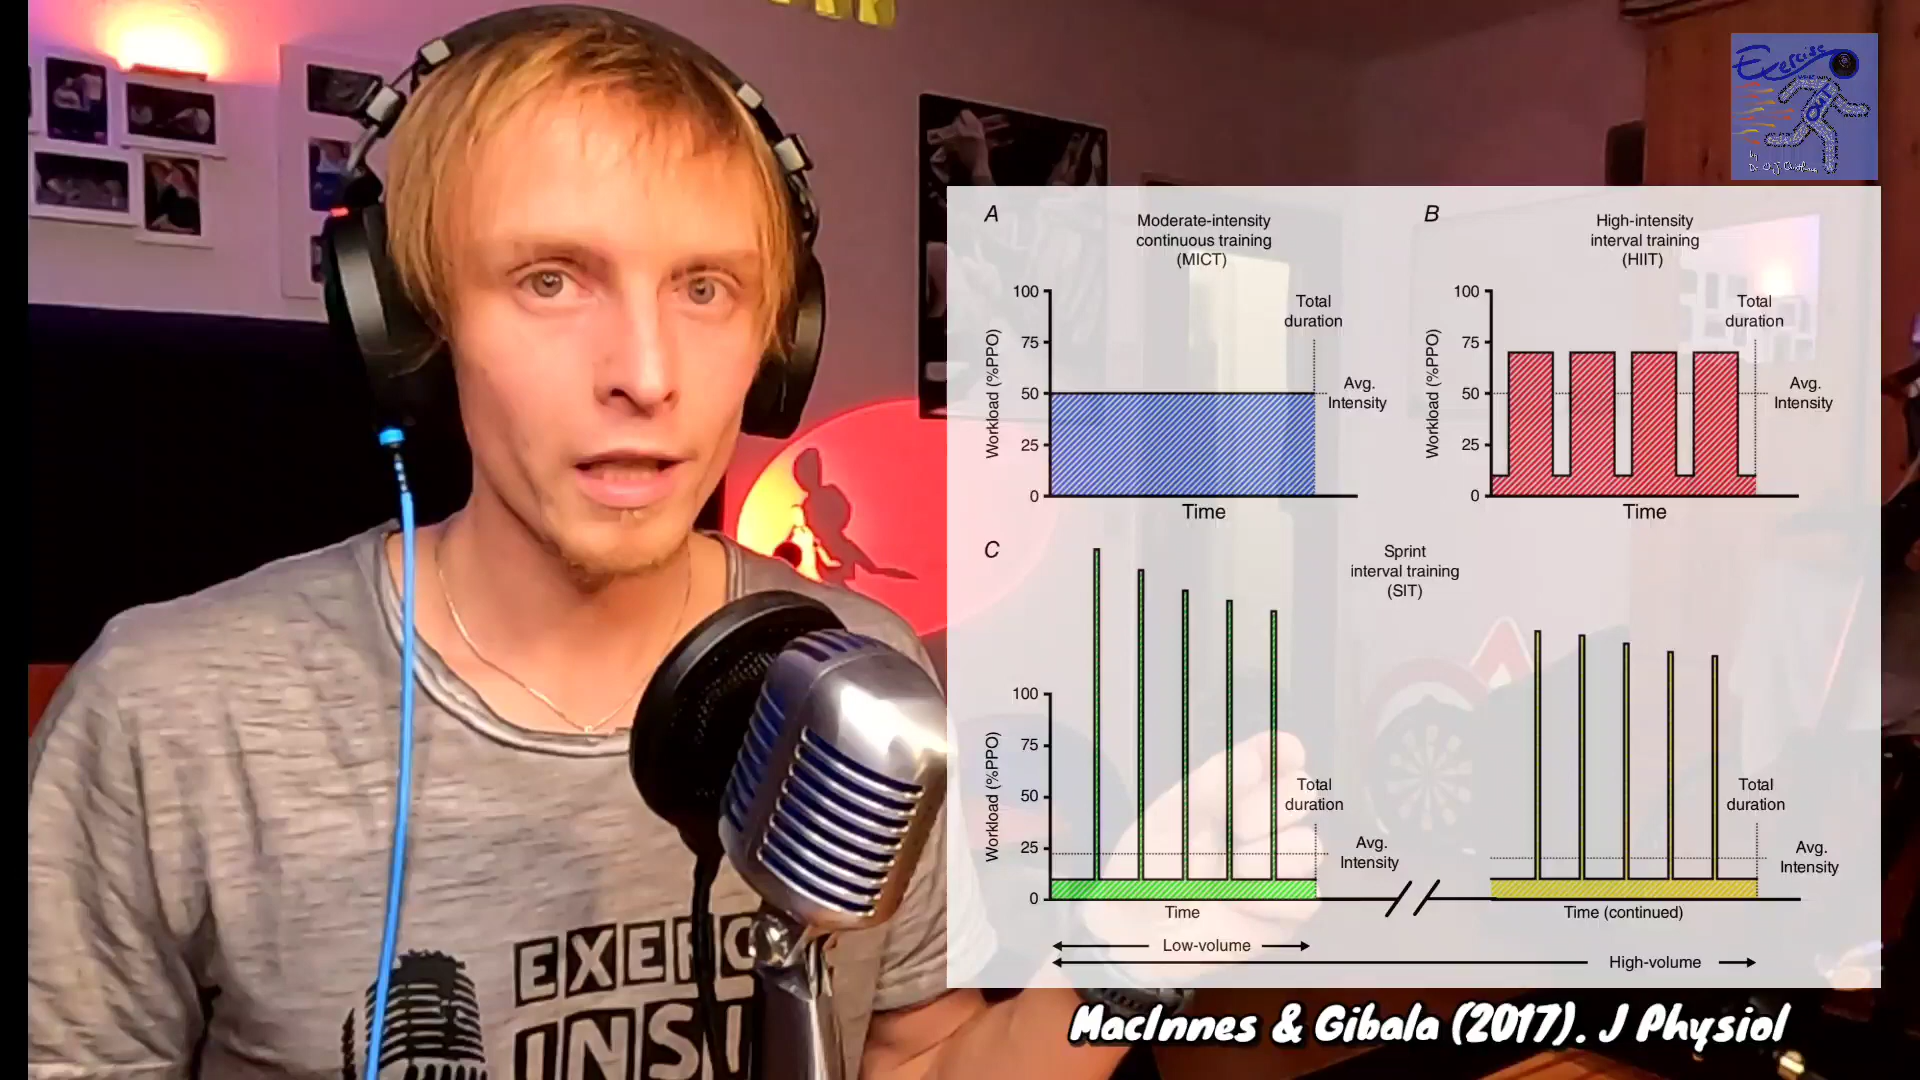 Exercise
by
A
Moderate-intensity
continuous training
(MICT)
100
75
50
25
0
Workload (%PPO)
Total
duration
Avg.
Intensity
Time
B
High-intensity
interval training
(HIIT)
100
75
50
25
0
Workload (%PPO)
Total
duration
Avg.
Intensity
Time
C
Sprint
interval training
(SIT)
100
75
50
25
0
Workload (%PPO)
Total
duration
Avg.
Intensity
Total
duration
Avg.
Intensity
Time
Time (continued)
Low-volume
High-volume
MacInnes & Gibala (2017). J Physiol